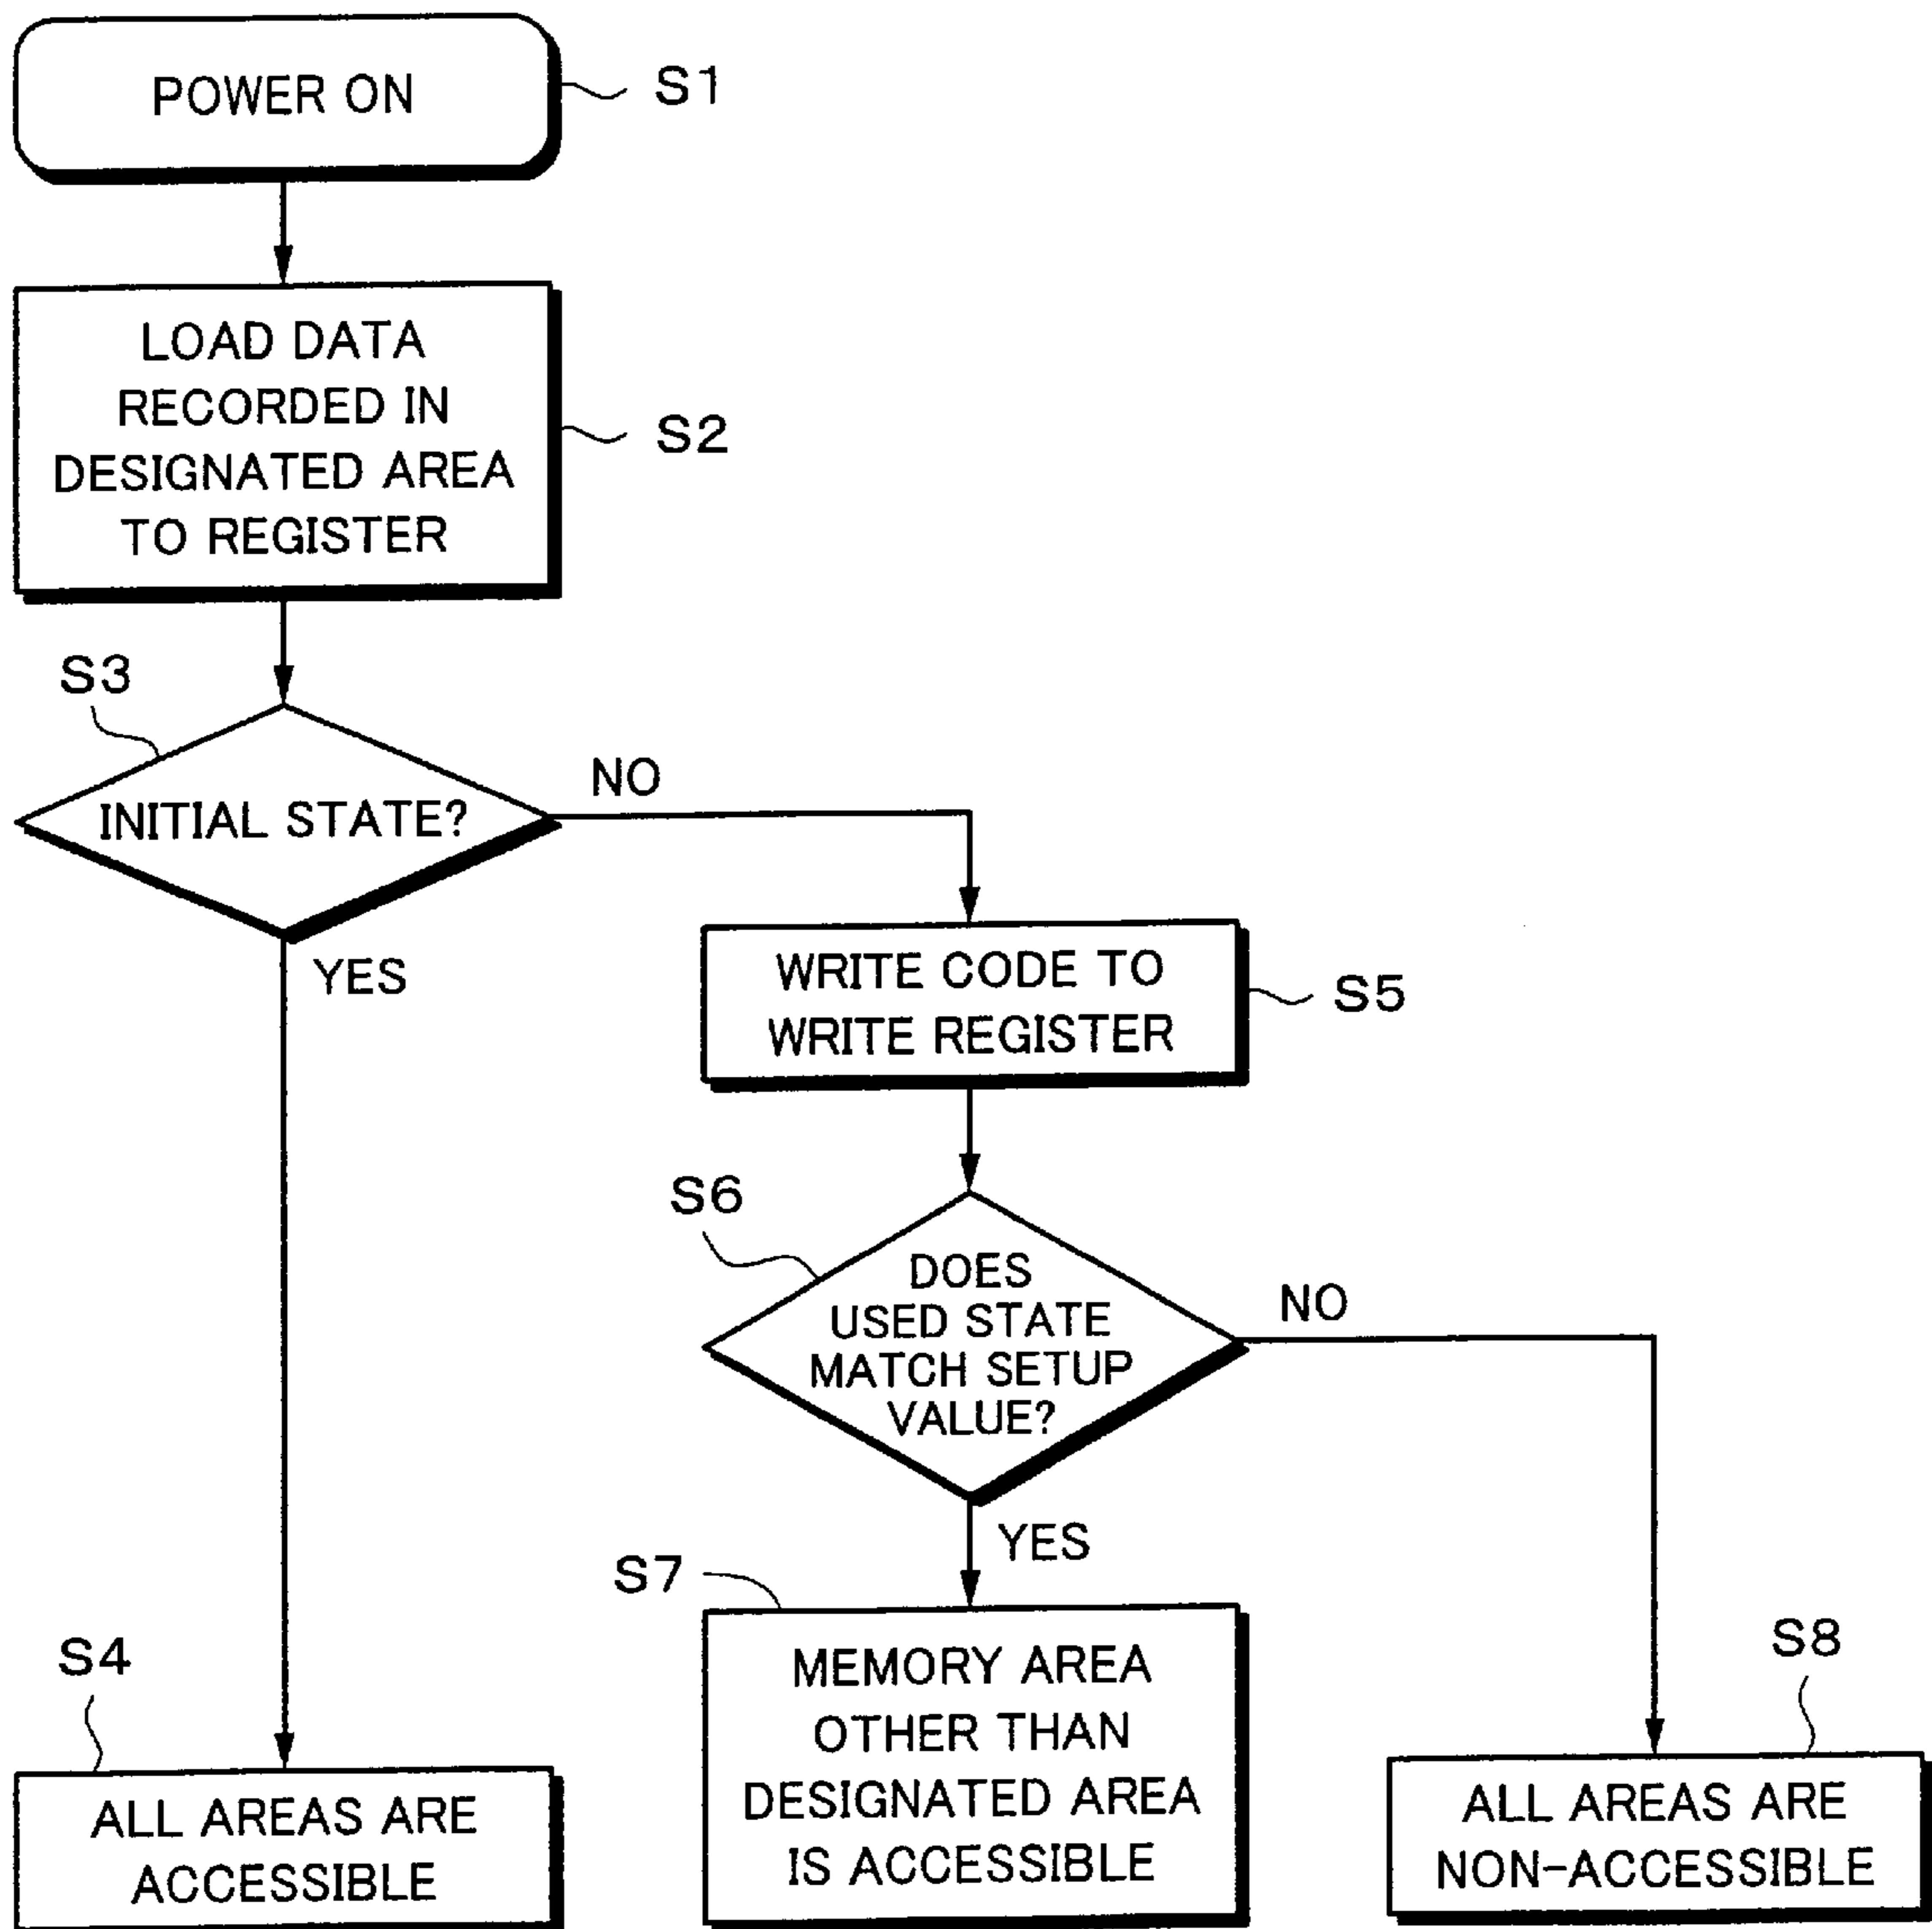 POWER ON
S1
LOAD DATA
RECORDED IN
DESIGNATED AREA
TO REGISTER
S2
S3
INITIAL STATE?
NO
YES
WRITE CODE TO
WRITE REGISTER
S5
S6
DOES
USED STATE
MATCH SETUP
VALUE?
NO
YES
S4
ALL AREAS ARE
ACCESSIBLE
S7
MEMORY AREA
OTHER THAN
DESIGNATED AREA
IS ACCESSIBLE
S8
ALL AREAS ARE
NON-ACCESSIBLE